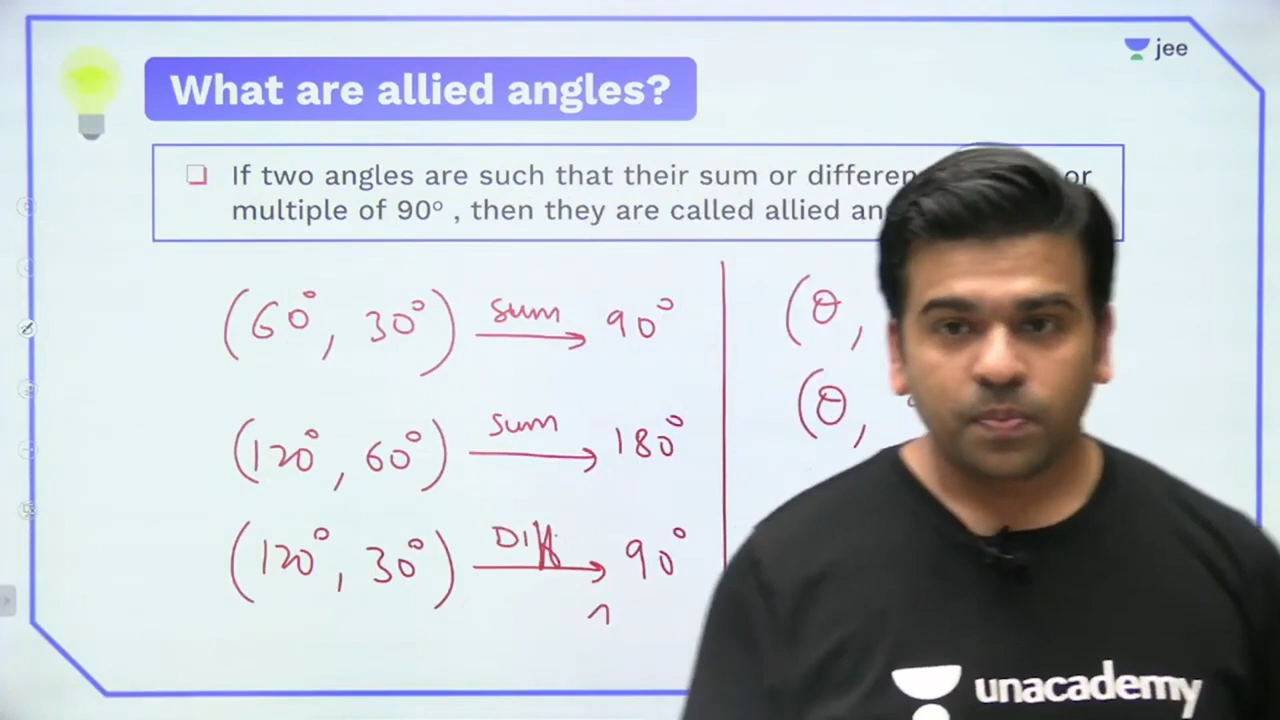 jee
What are allied angles?
If two angles are such that their sum or differen or
multiple of 90° , then they are called allied an
(60°, 30°) sum → 90°
(120°, 60°) sum → 180°
(120°, 30°) Diff → 90°
(θ,
(θ,
unacademy